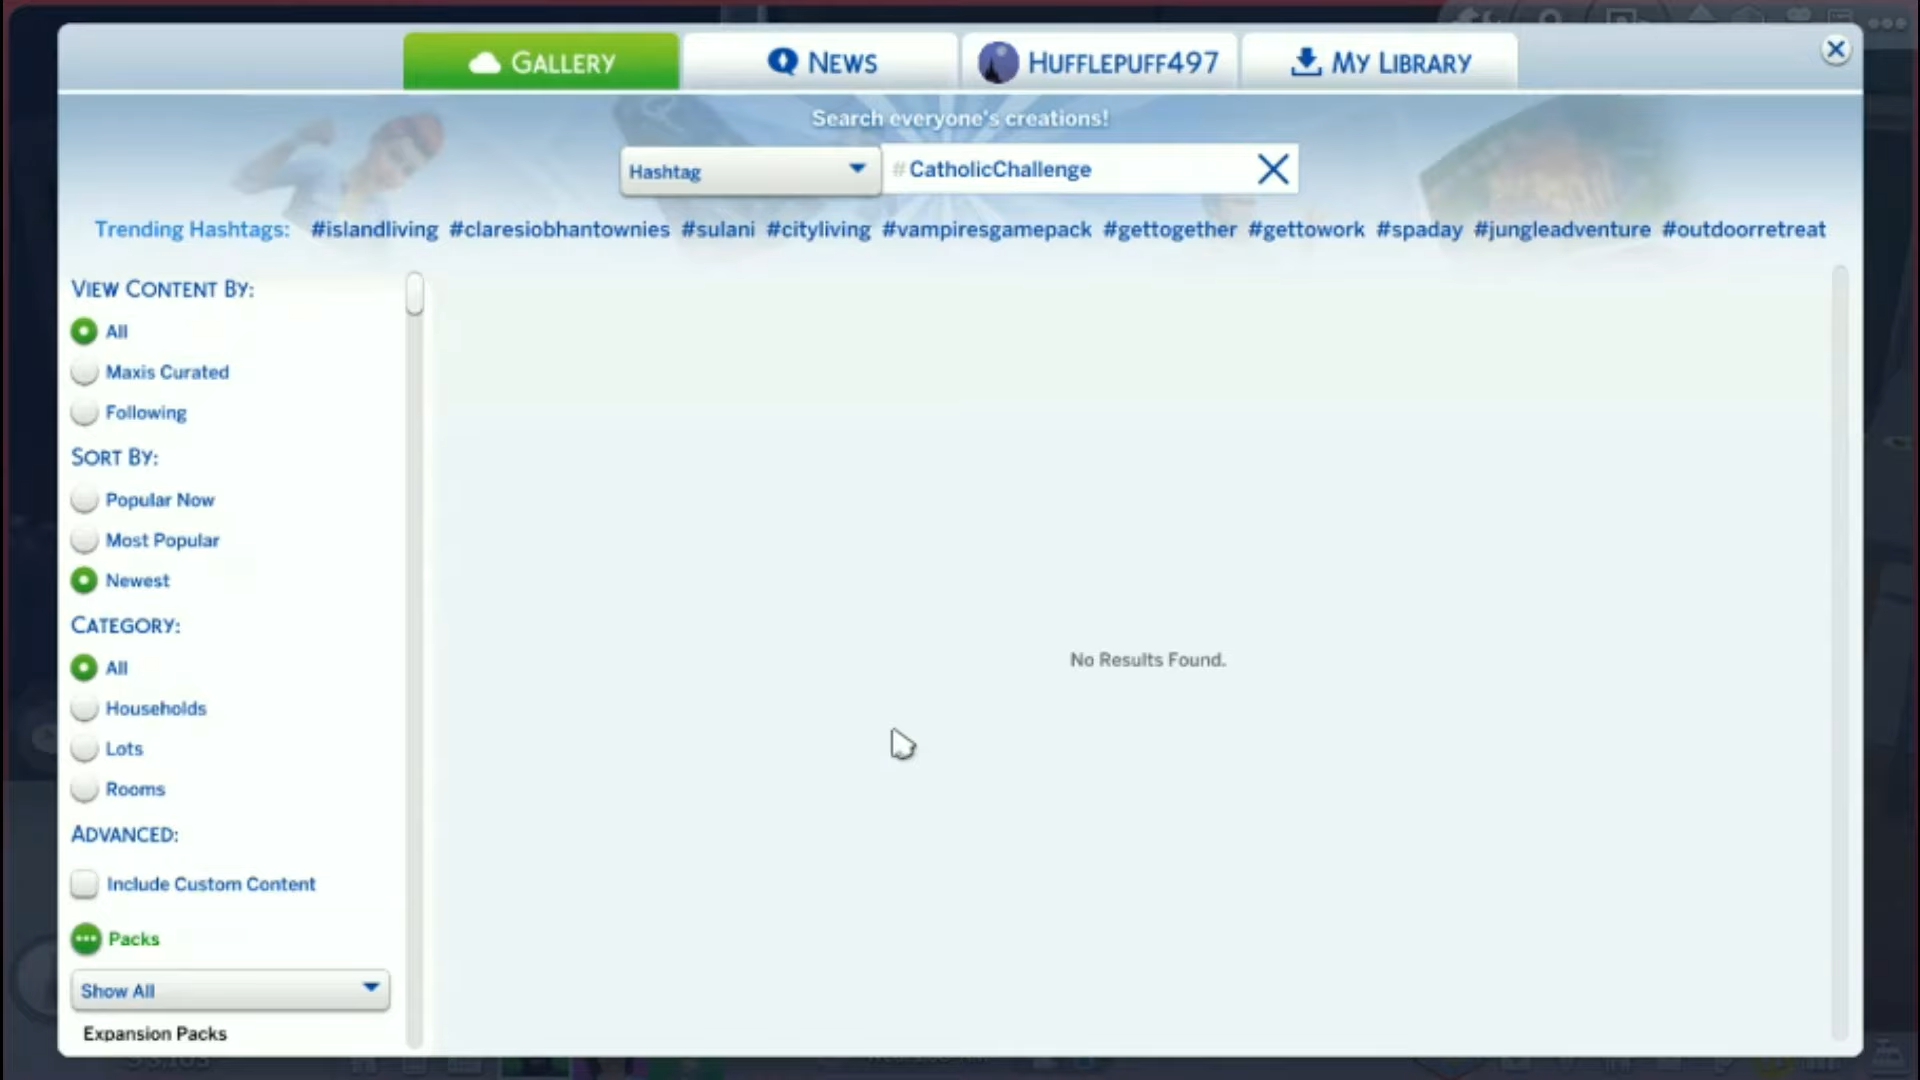 GALLERY
NEWS
HUFFLEPUFF497
MY LIBRARY
Search everyone's creations!
Hashtag
#CatholicChallenge
Trending Hashtags: #islandliving #claresiobhantownies #sulani #cityliving #vampiresgamepack #gettogether #gettowork #spaday #jungleadventure #outdoorretreat
VIEW CONTENT BY:
All
Maxis Curated
Following
SORT BY:
Popular Now
Most Popular
Newest
CATEGORY:
All
Households
Lots
Rooms
ADVANCED:
Include Custom Content
Packs
Show All
Expansion Packs
No Results Found.